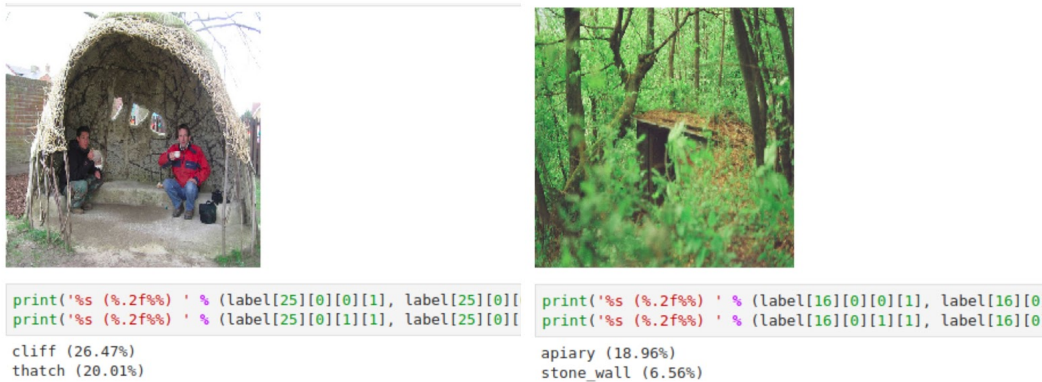 print('%s (%.2f%%) ' % (label[25][0][0][1], label[25][0][
print('%s (%.2f%%) ' % (label[25][0][1][1], label[25][0][
cliff (26.47%)
thatch (20.01%)
print('%s (%.2f%%) ' % (label[16][0][0][1], label[16][0
print('%s (%.2f%%) ' % (label[16][0][1][1], label[16][0
apiary (18.96%)
stone_wall (6.56%)